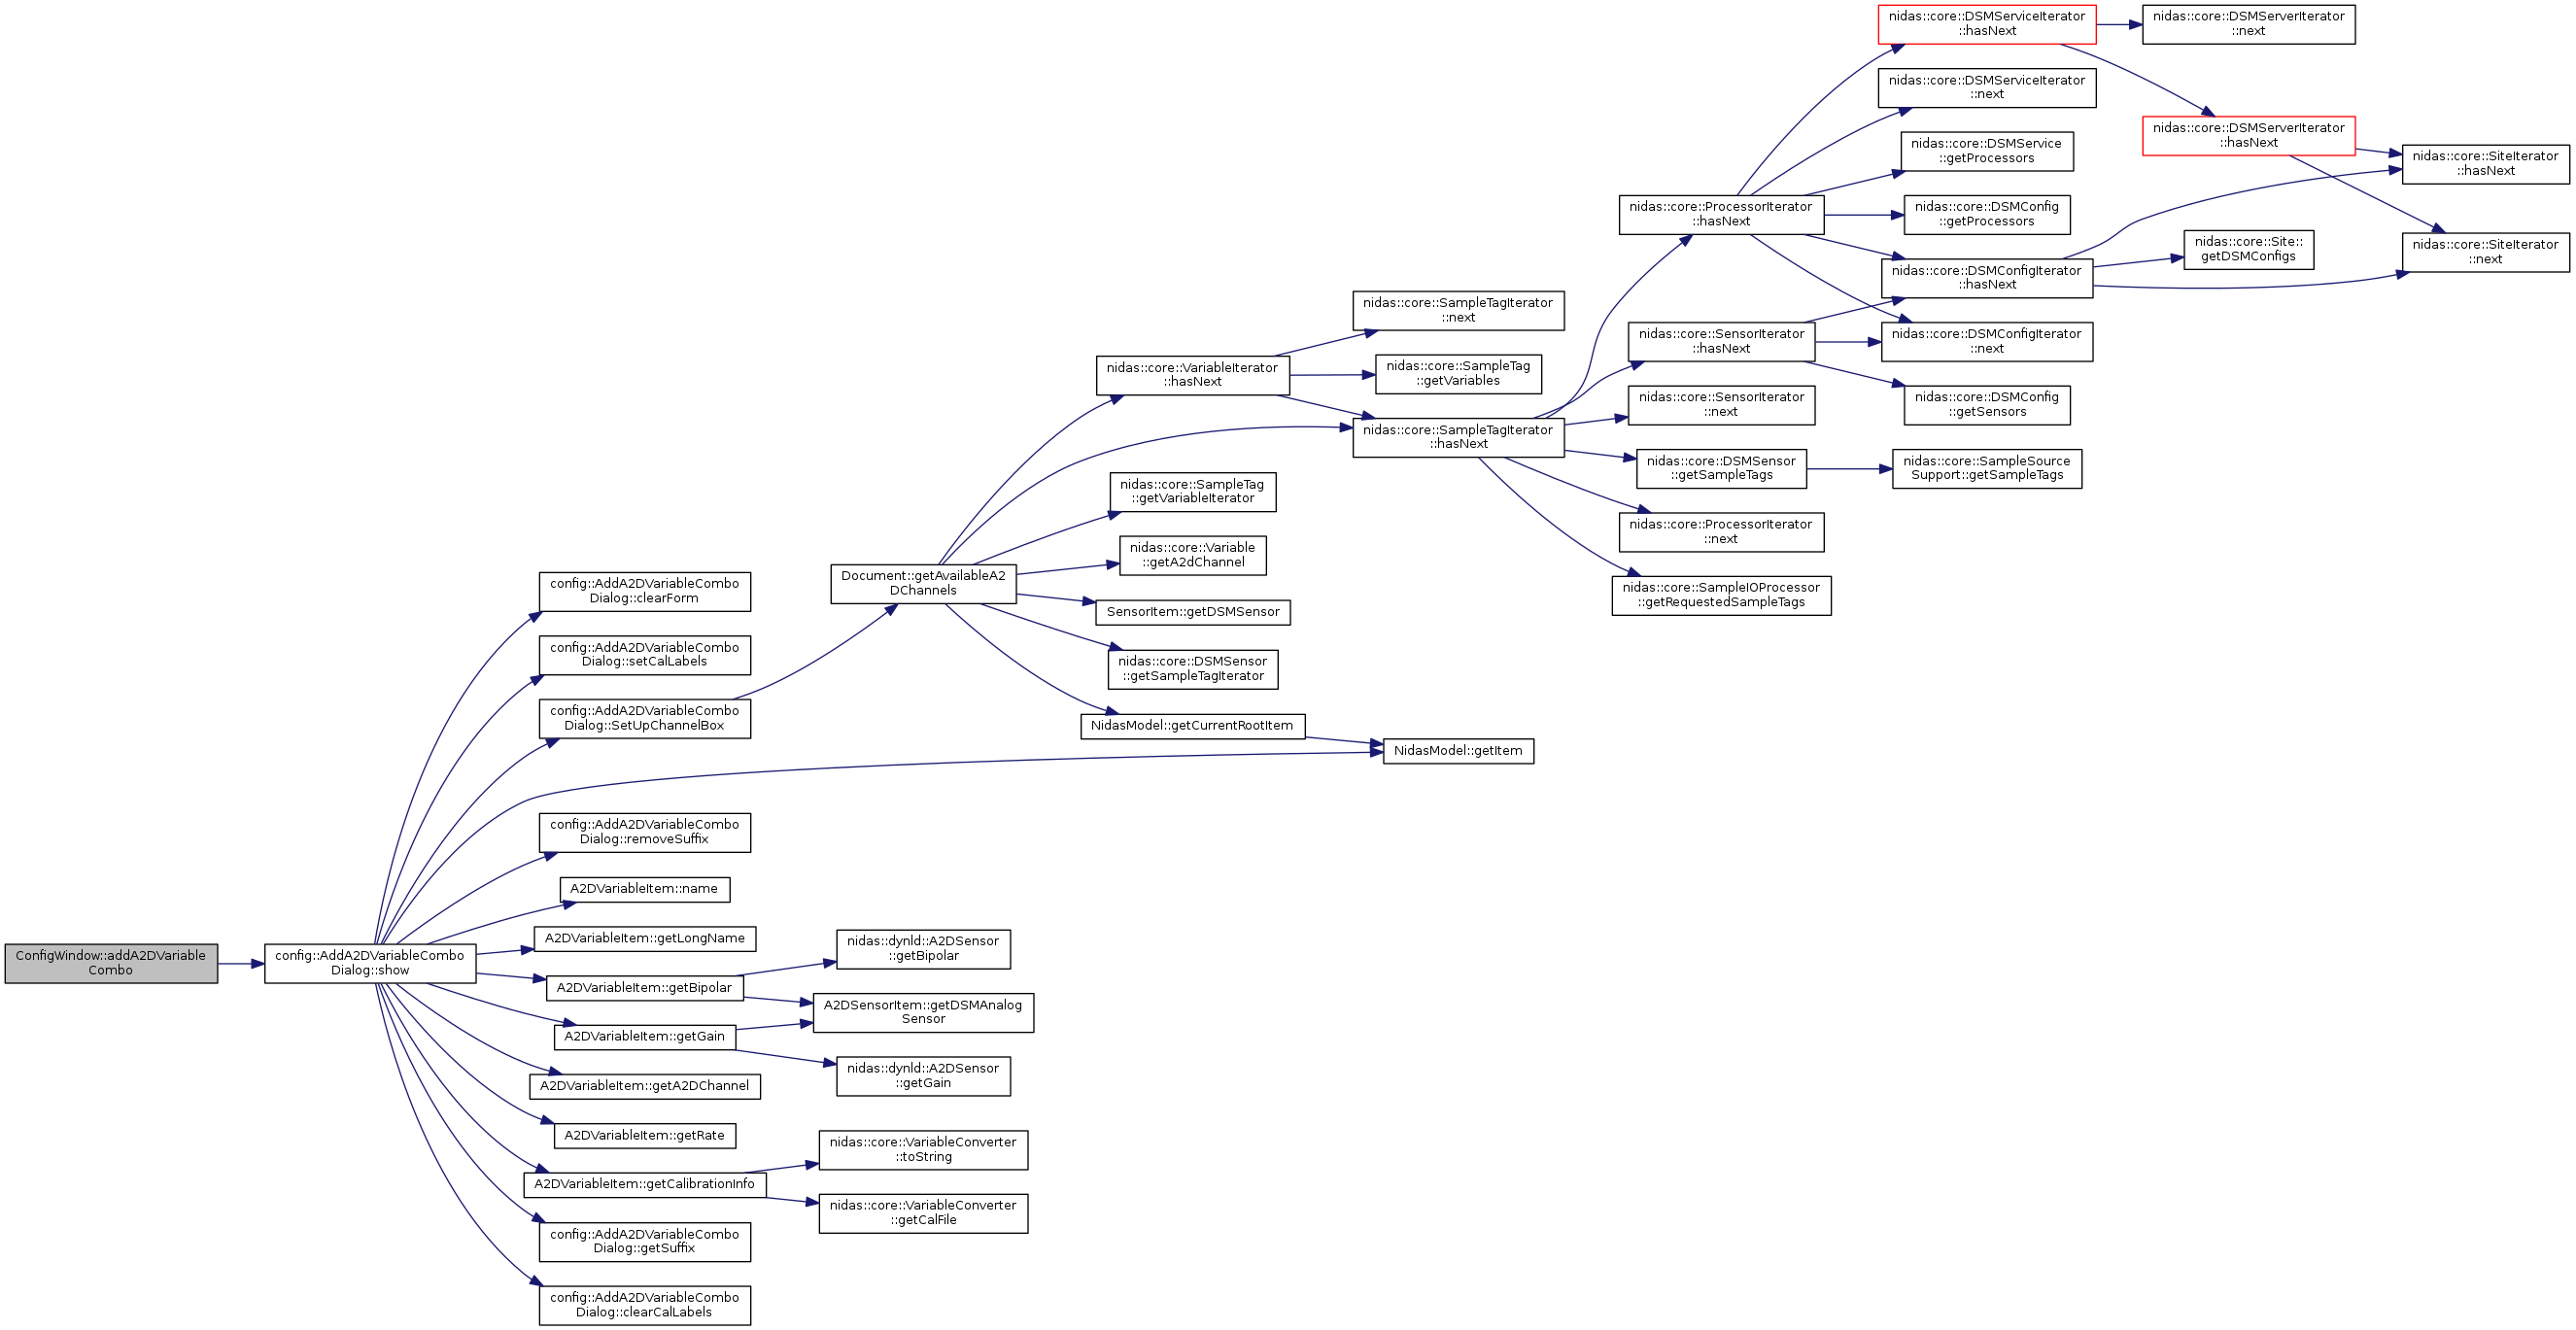 ConfigWindow::addA2DVariable
Combo
config::AddA2DVariableCombo
Dialog::show
config::AddA2DVariableCombo
Dialog::clearForm
config::AddA2DVariableCombo
Dialog::setCalLabels
config::AddA2DVariableCombo
Dialog::SetUpChannelBox
config::AddA2DVariableCombo
Dialog::removeSuffix
A2DVariableItem::name
A2DVariableItem::getLongName
A2DVariableItem::getBipolar
A2DVariableItem::getGain
A2DVariableItem::getA2DChannel
A2DVariableItem::getRate
A2DVariableItem::getCalibrationInfo
config::AddA2DVariableCombo
Dialog::getSuffix
config::AddA2DVariableCombo
Dialog::clearCalLabels
Document::getAvailableA2
DChannels
nidas::dynld::A2DSensor
::getBipolar
A2DSensorItem::getDSMAnalog
Sensor
nidas::dynld::A2DSensor
::getGain
nidas::core::VariableConverter
::toString
nidas::core::VariableConverter
::getCalFile
nidas::core::VariableIterator
::hasNext
nidas::core::SampleTag
::getVariableIterator
nidas::core::Variable
::getA2dChannel
SensorItem::getDSMSensor
nidas::core::DSMSensor
::getSampleTagIterator
NidasModel::getCurrentRootItem
nidas::core::SampleTagIterator
::next
nidas::core::SampleTag
::getVariables
nidas::core::SampleTagIterator
::hasNext
NidasModel::getItem
nidas::core::ProcessorIterator
::hasNext
nidas::core::SensorIterator
::hasNext
nidas::core::SensorIterator
::next
nidas::core::DSMSensor
::getSampleTags
nidas::core::ProcessorIterator
::next
nidas::core::SampleIOProcessor
::getRequestedSampleTags
nidas::core::DSMServiceIterator
::hasNext
nidas::core::DSMServiceIterator
::next
nidas::core::DSMService
::getProcessors
nidas::core::DSMConfig
::getProcessors
nidas::core::DSMConfigIterator
::hasNext
nidas::core::DSMConfigIterator
::next
nidas::core::DSMConfig
::getSensors
nidas::core::SampleSource
Support::getSampleTags
nidas::core::DSMServerIterator
::next
nidas::core::DSMServerIterator
::hasNext
nidas::core::Site::
getDSMConfigs
nidas::core::SiteIterator
::hasNext
nidas::core::SiteIterator
::next